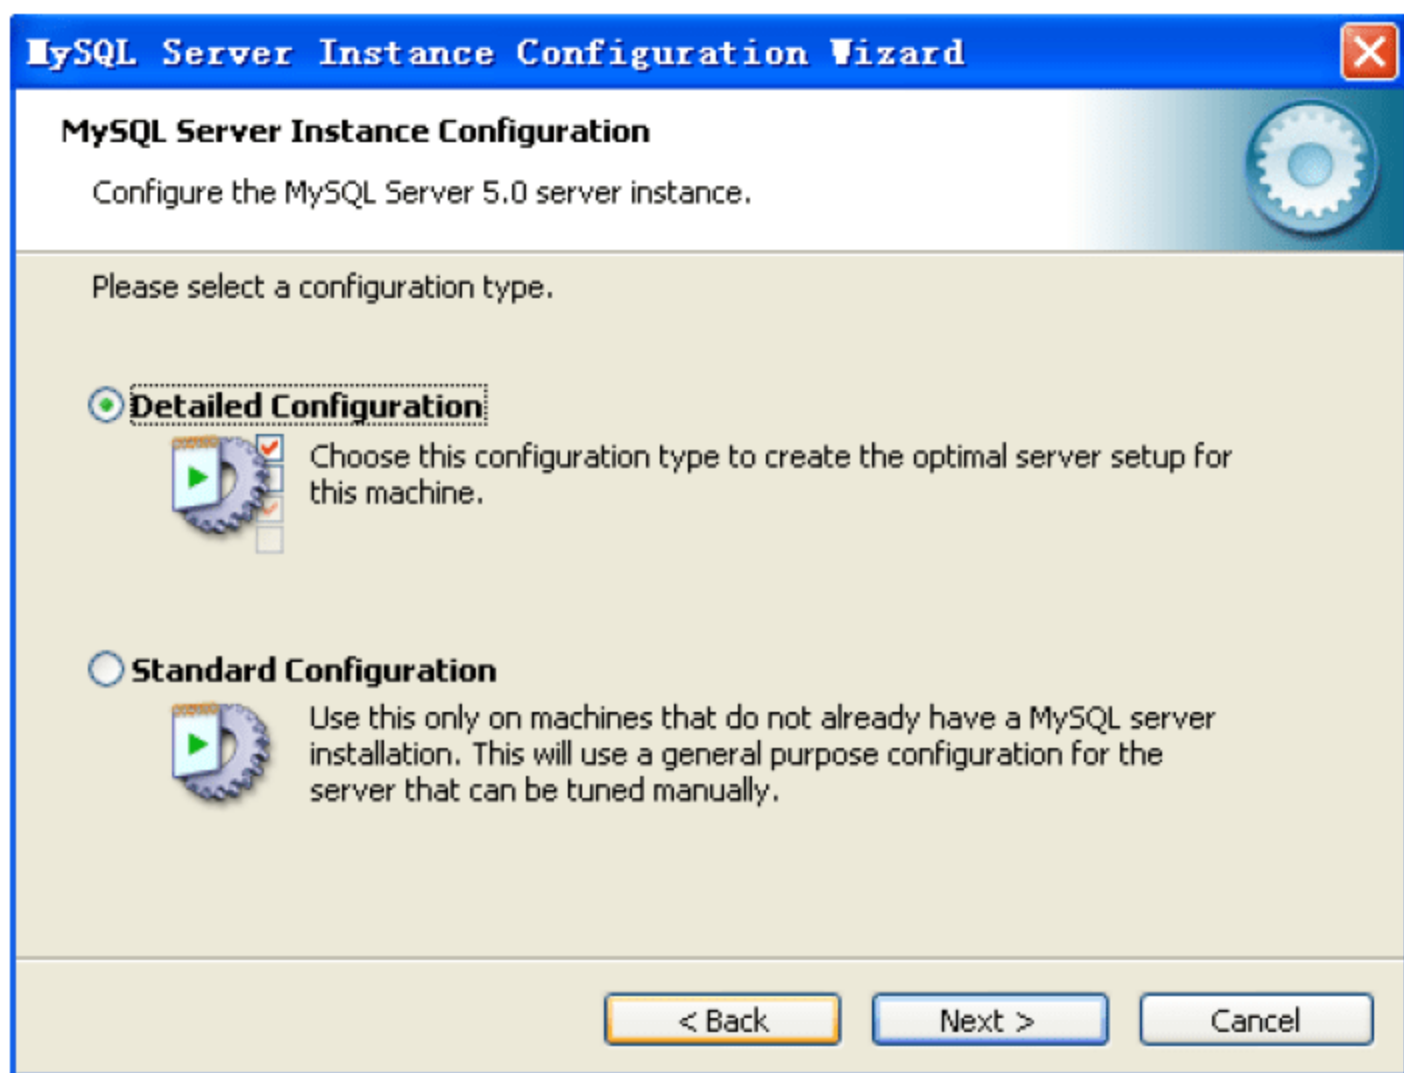 MySQL Server Instance Configuration Wizard
MySQL Server Instance Configuration
Configure the MySQL Server 5.0 server instance.
Please select a configuration type.
Detailed Configuration
Choose this configuration type to create the optimal server setup for
this machine.
Standard Configuration
Use this only on machines that do not already have a MySQL server
installation. This will use a general purpose configuration for the
server that can be tuned manually.
< Back
Next >
Cancel